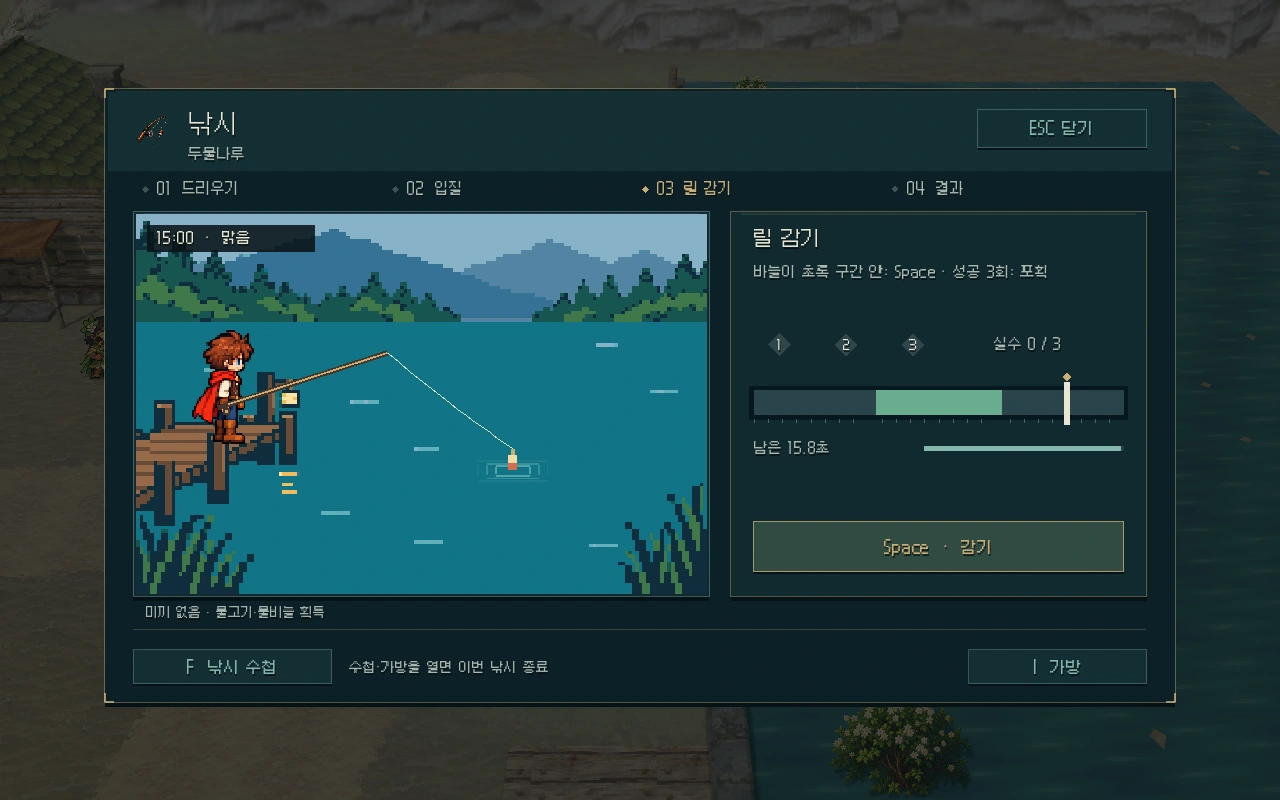 낚시
두물나루
ESC 닫기
01 드리우기
02 입질
03 릴 감기
04 결과
15:00 · 맑음
릴 감기
바늘이 초록 구간 안: Space · 성공 3회: 포획
1 2 3 실수 0 / 3
남은 15.8초
Space · 감기
미끼 없음 · 물고기·물비늘 획득
F 낚시 수첩
수첩·가방을 열면 이번 낚시 종료
I 가방